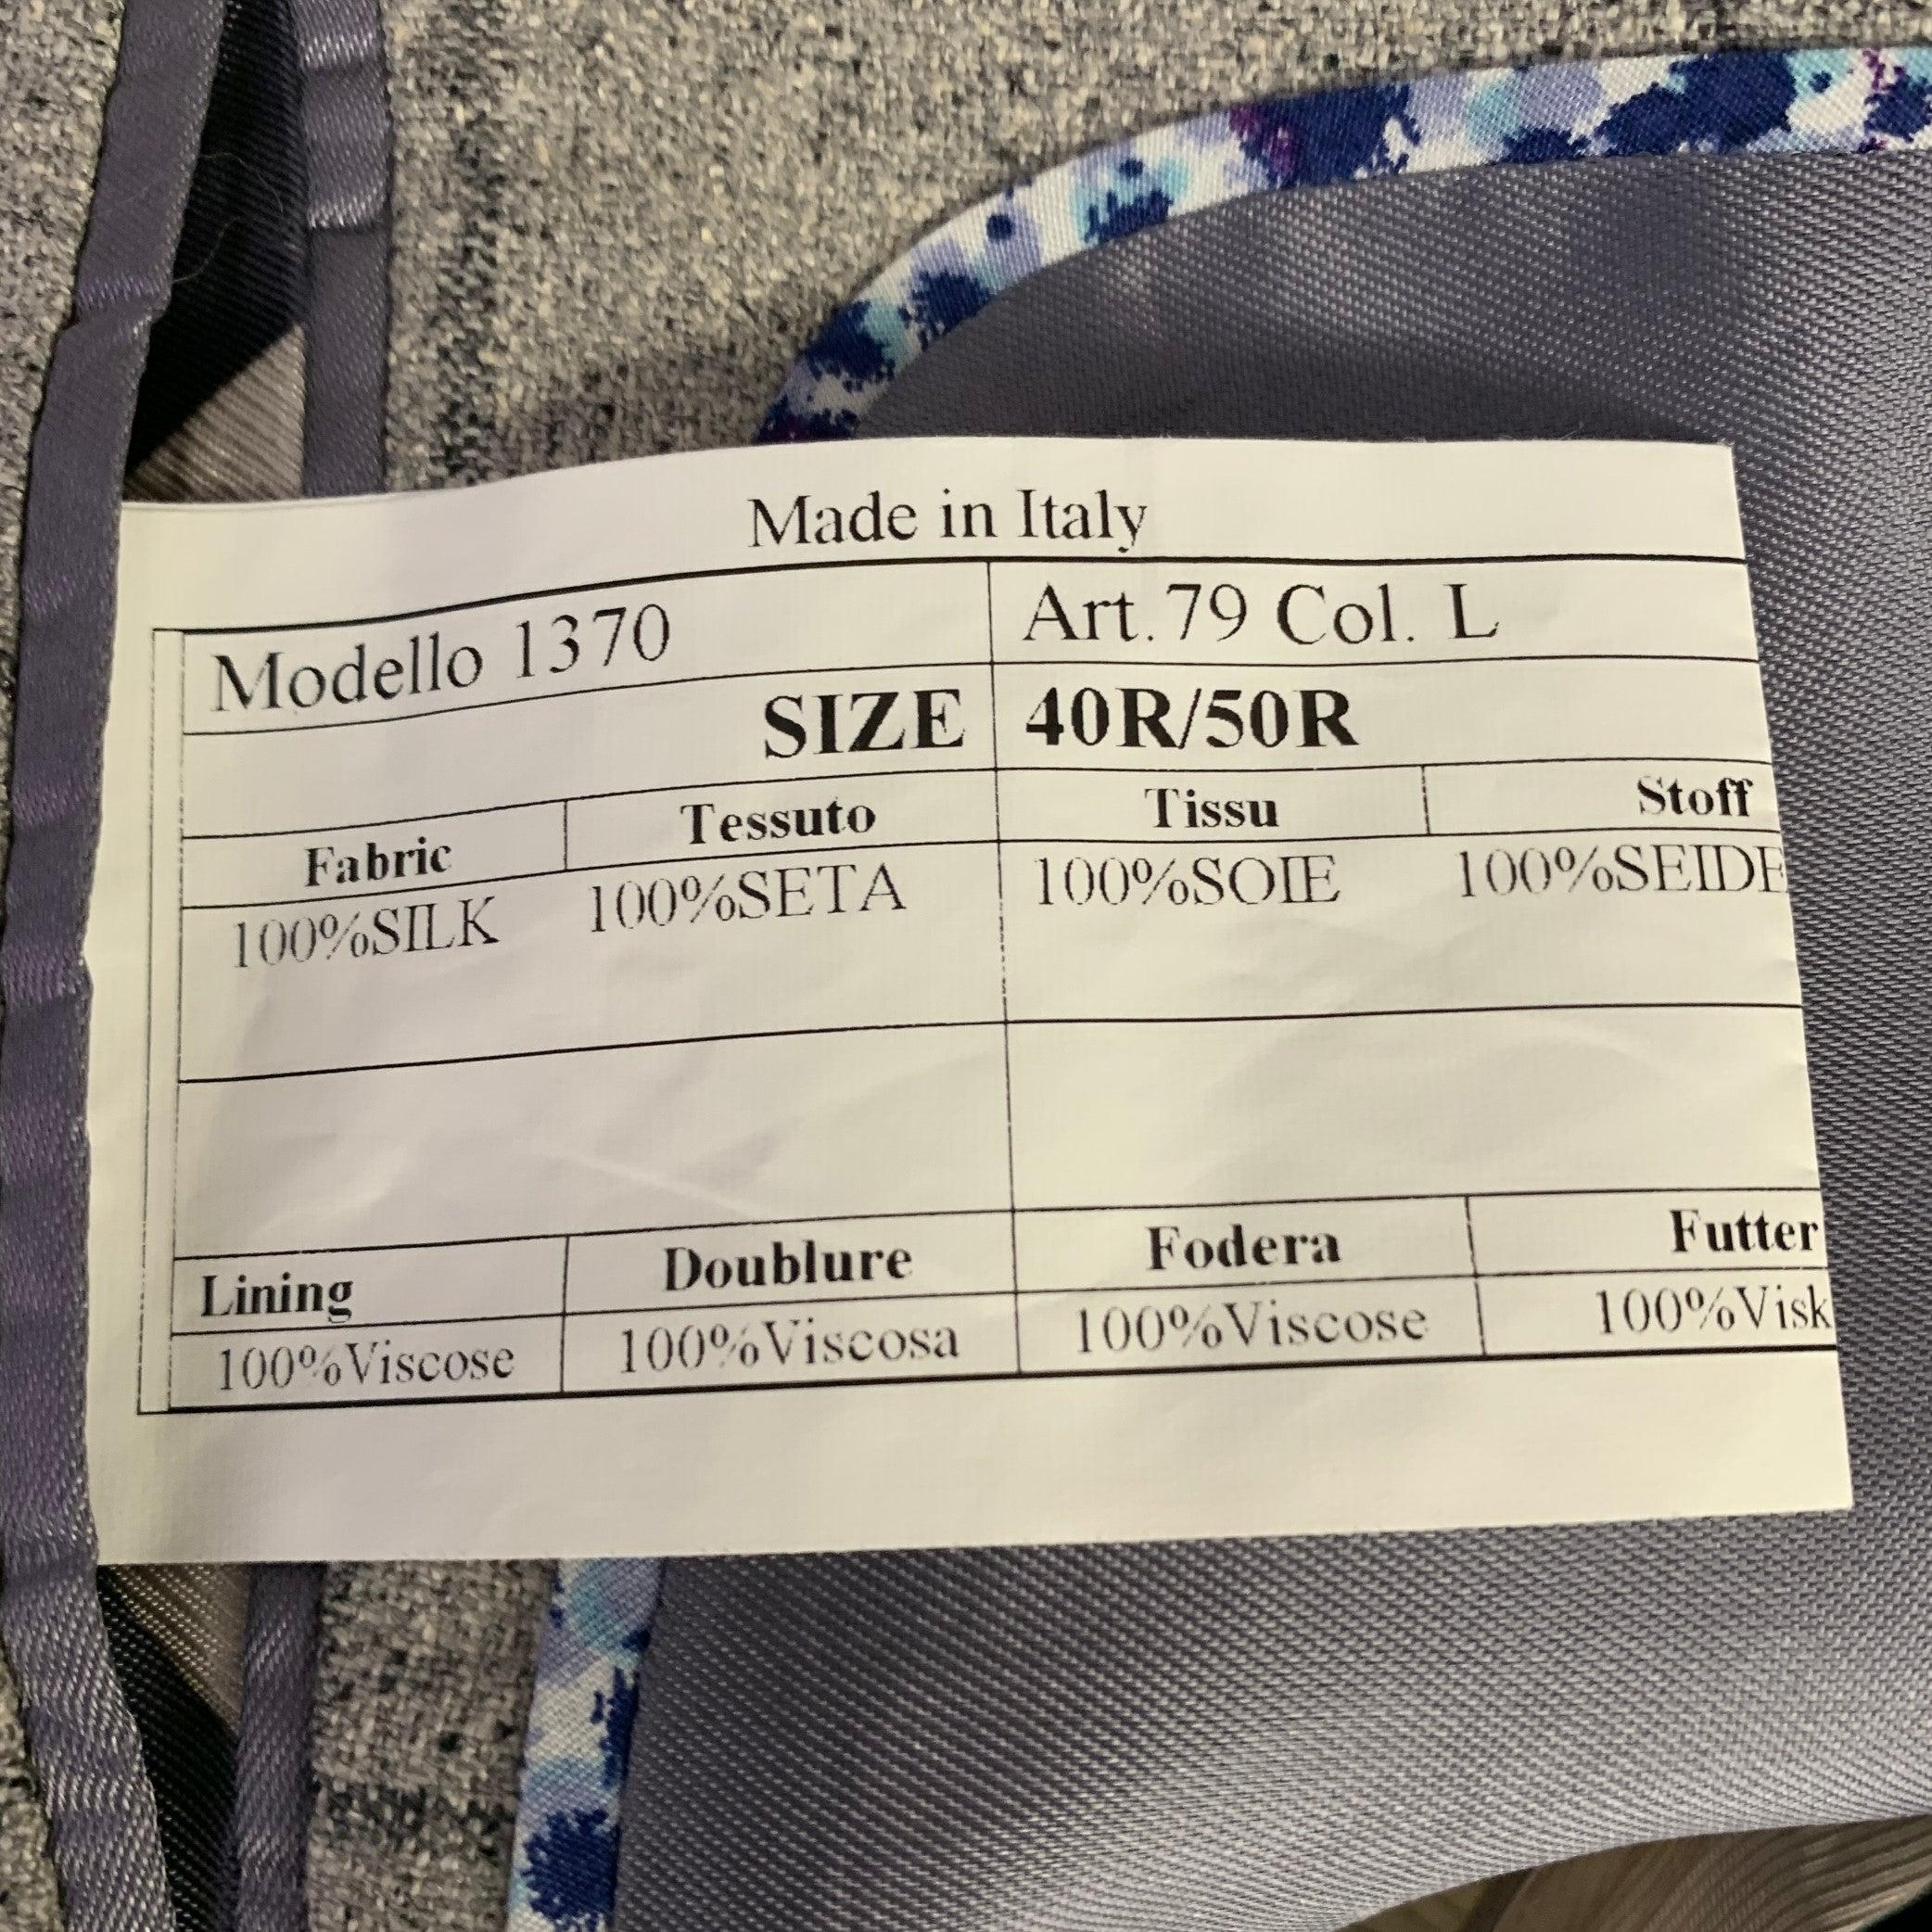 Made in Italy
Modello 1370 Art.79 Col. L
SIZE 40R/50R
Fabric Tessuto Tissu Stoff
100%SILK 100%SETA 100%SOIE 100%SEIDE
Lining Doublure Fodera Futter
100%Viscose 100%Viscosa 100%Viscose 100%Visk